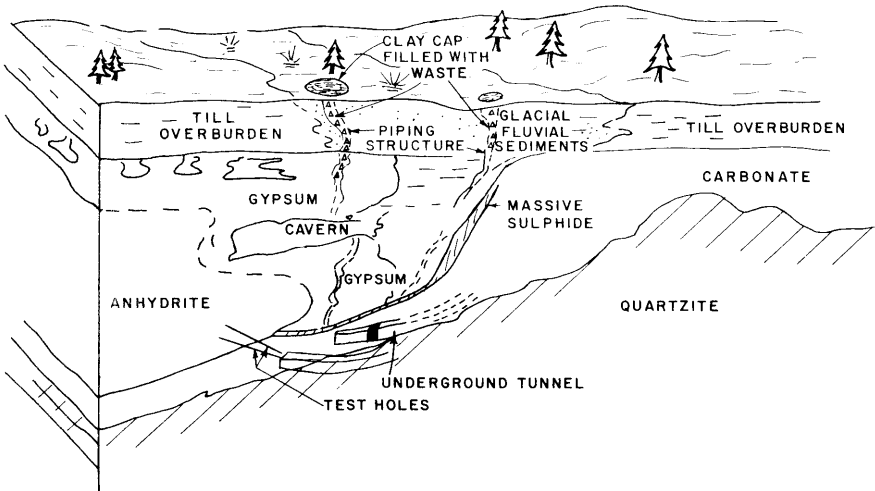 CLAY CAP
FILLED WITH
WASTE
TILL
OVERBURDEN
PIPING
STRUCTURE
GLACIAL
FLUVIAL
SEDIMENTS
TILL OVERBURDEN
GYPSUM
CARBONATE
MASSIVE
SULPHIDE
CAVERN
GYPSUM
ANHYDRITE
QUARTZITE
UNDERGROUND TUNNEL
TEST HOLES